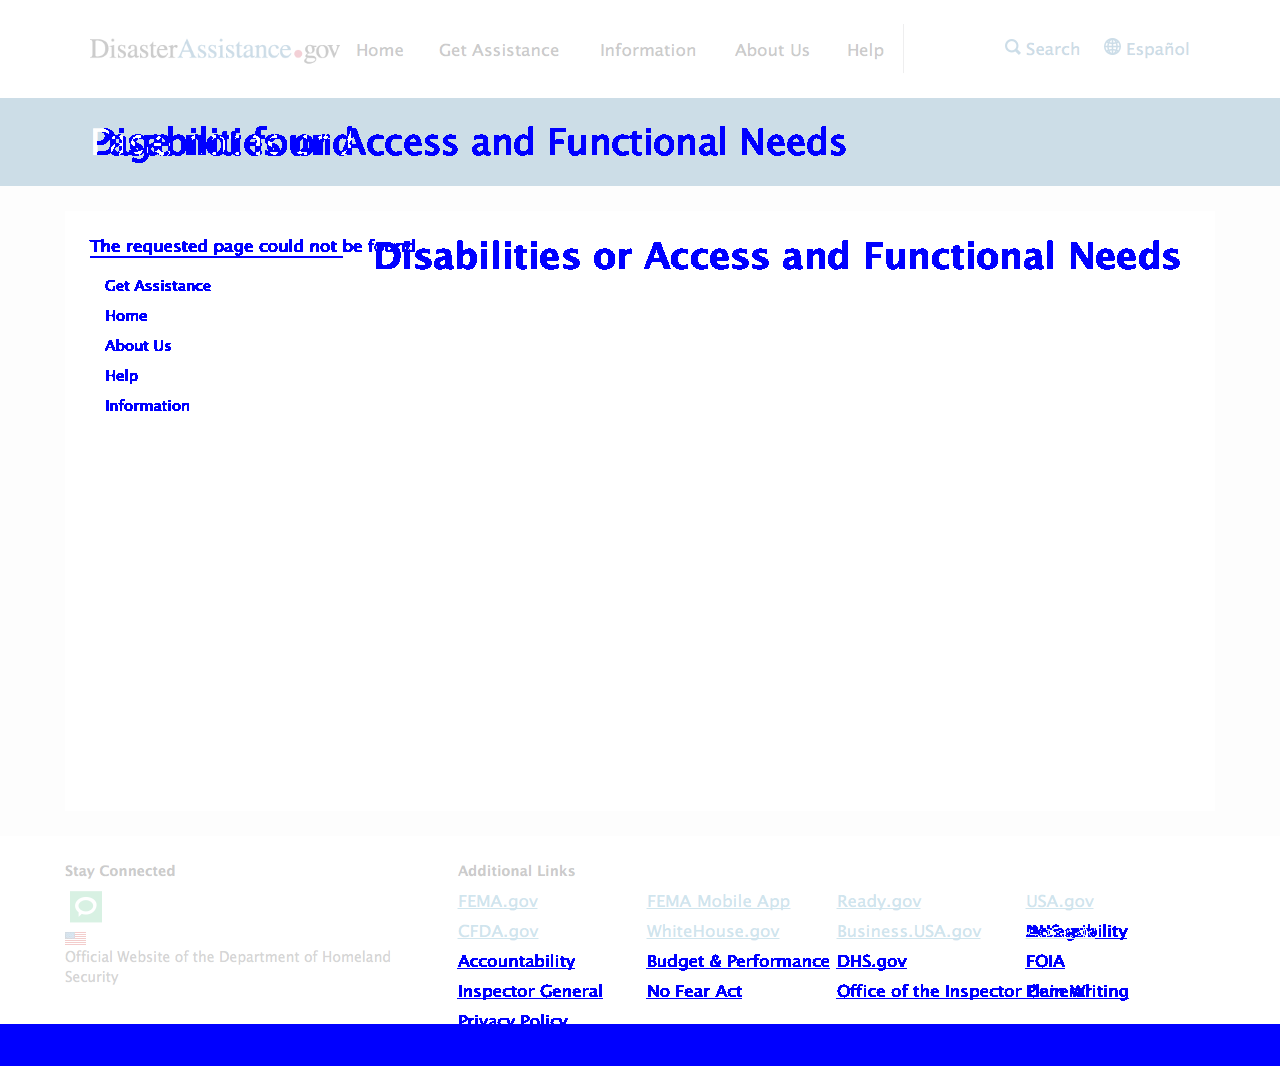 DisasterAssistance.gov Home Get Assistance Information About Us Help Search Español
Disabilities or Access and Functional Needs
The requested page could not be found
Disabilities or Access and Functional Needs
Get Assistance
Home
About Us
Help
Information
Stay Connected
Official Website of the Department of Homeland
Security
Additional Links
FEMA.gov FEMA Mobile App Ready.gov USA.gov
CFDA.gov WhiteHouse.gov Business.USA.gov
Accountability Budget & Performance DHS.gov FOIA
Inspector General No Fear Act Office of the Inspector General Plain Writing
Privacy Policy